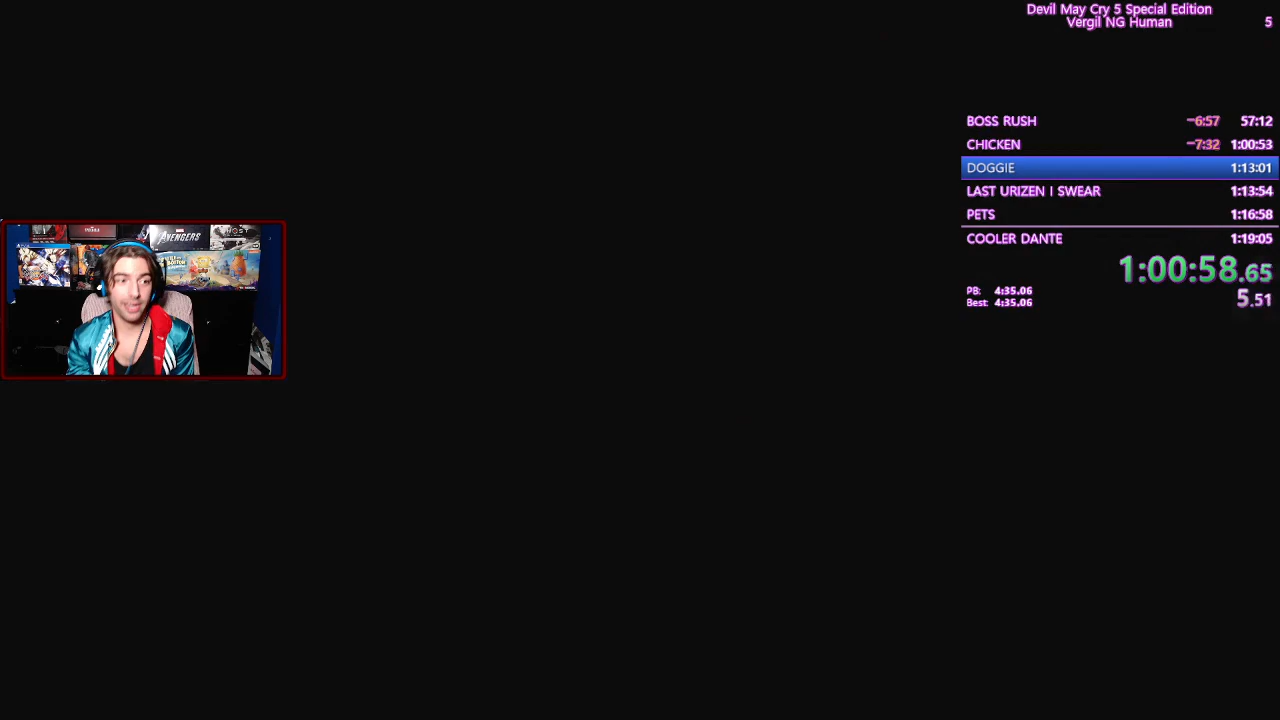 Devil May Cry 5 Special Edition
Vergil NG Human 5
BOSS RUSH −6:57 57:12
CHICKEN −7:32 1:00:53
DOGGIE 1:13:01
LAST URIZEN I SWEAR 1:13:54
PETS 1:16:58
COOLER DANTE 1:19:05
1:00:58.65
PB: 4:35.06
Best: 4:35.06
5.51
MARVEL
AVENGERS